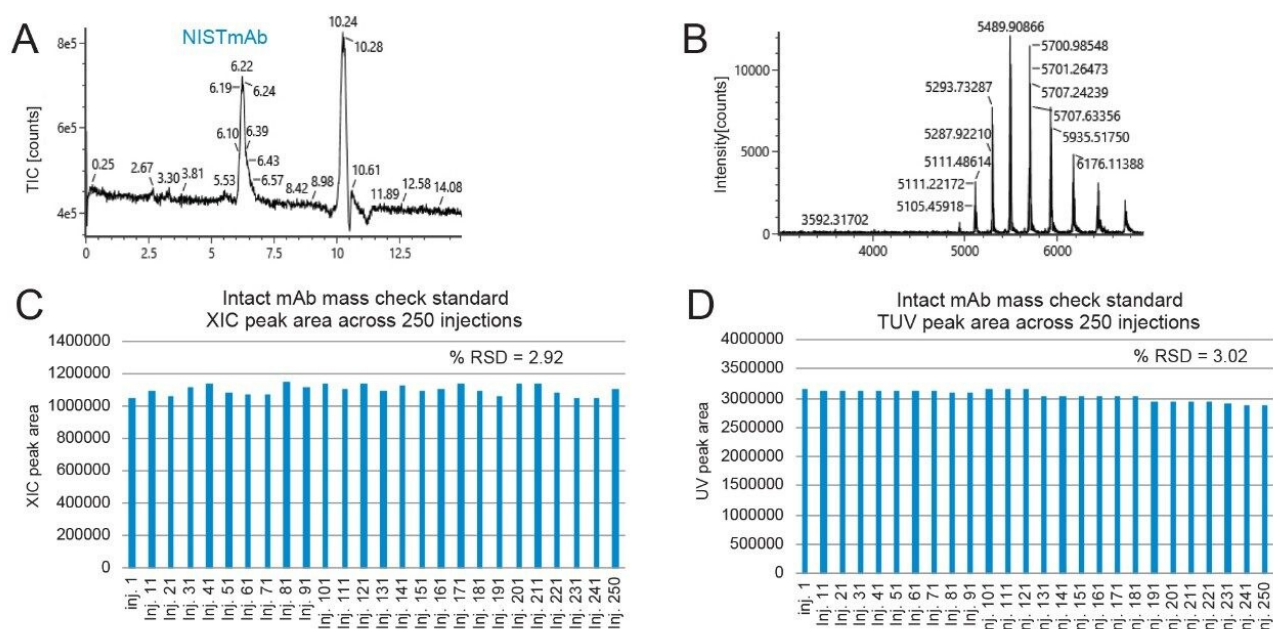 A
NISTmAb
TIC [counts]
8e5
6e5
4e5
0.25
2.67
3.30
3.81
5.53
6.10
6.19
6.22
6.24
6.39
6.43
6.57
8.42
8.98
10.24
10.28
10.61
11.89
12.58
14.08
0
2.5
5
7.5
10
12.5
B
Intensity[counts]
10000
5000
0
3592.31702
5105.45918
5111.22172
5111.48614
5287.92210
5293.73287
5489.90866
5700.98548
5701.26473
5707.24239
5707.63356
5935.51750
6176.11388
4000
5000
6000
C
Intact mAb mass check standard
XIC peak area across 250 injections
% RSD = 2.92
XIC peak area
1400000
1200000
1000000
800000
600000
400000
200000
0
inj. 1
Inj. 11
Inj. 21
Inj. 31
Inj. 41
Inj. 51
Inj. 61
Inj. 71
Inj. 81
Inj. 91
Inj. 101
Inj. 111
Inj. 121
Inj. 131
Inj. 141
Inj. 151
Inj. 161
Inj. 171
Inj. 181
Inj. 191
Inj. 201
Inj. 211
Inj. 221
Inj. 231
Inj. 241
Inj. 250
D
Intact mAb mass check standard
TUV peak area across 250 injections
% RSD = 3.02
UV peak area
4000000
3500000
3000000
2500000
2000000
1500000
1000000
5000000
0
inj. 1
Inj. 11
Inj. 21
Inj. 31
Inj. 41
Inj. 51
Inj. 61
Inj. 71
Inj. 81
Inj. 91
Inj. 101
Inj. 111
Inj. 121
Inj. 131
Inj. 141
Inj. 151
Inj. 161
Inj. 171
Inj. 181
Inj. 191
Inj. 201
Inj. 211
Inj. 221
Inj. 231
Inj. 241
Inj. 250